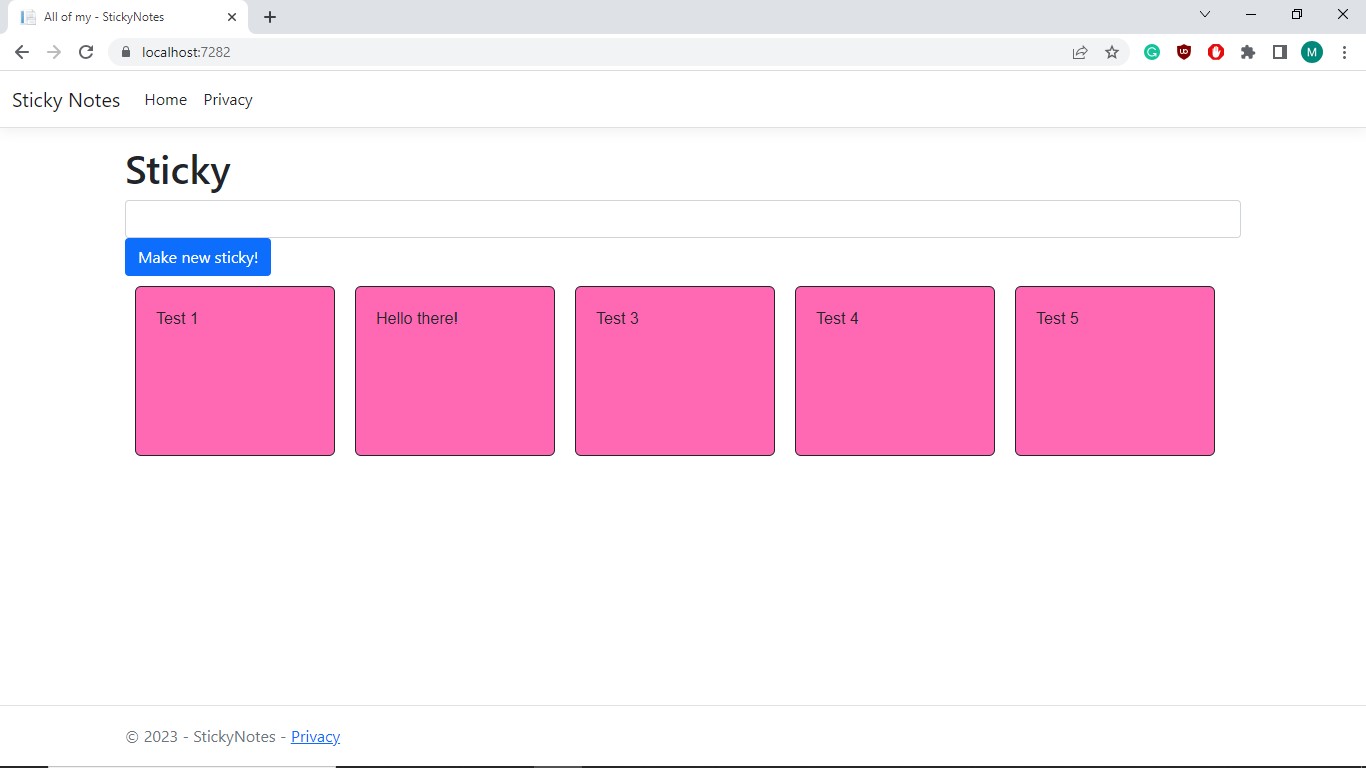 All of my - StickyNotes
localhost:7282
M
Sticky Notes Home Privacy
Sticky
Make new sticky!
Test 1
Hello there!
Test 3
Test 4
Test 5
© 2023 - StickyNotes - Privacy